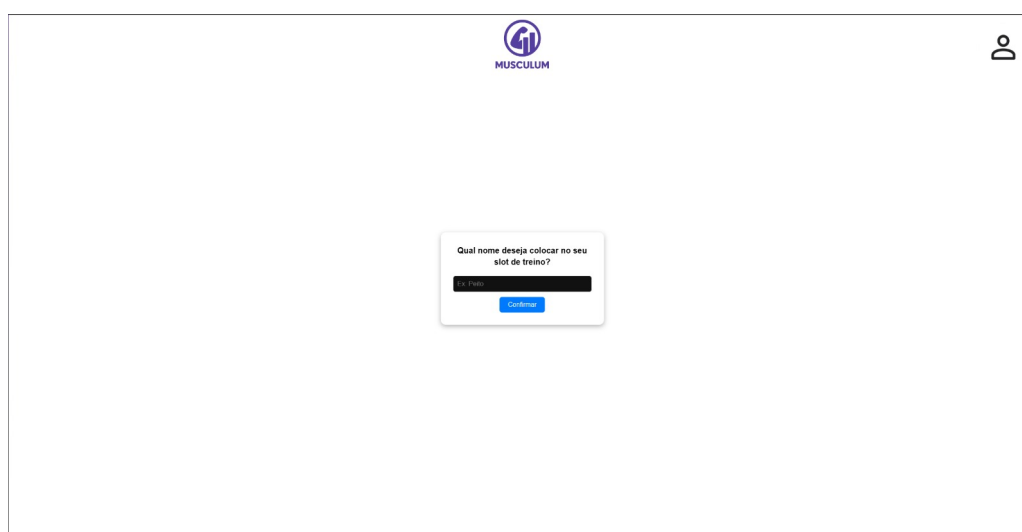 MUSCULUM
Qual nome deseja colocar no seu
slot de treino?
Ex: Peito
Confirmar